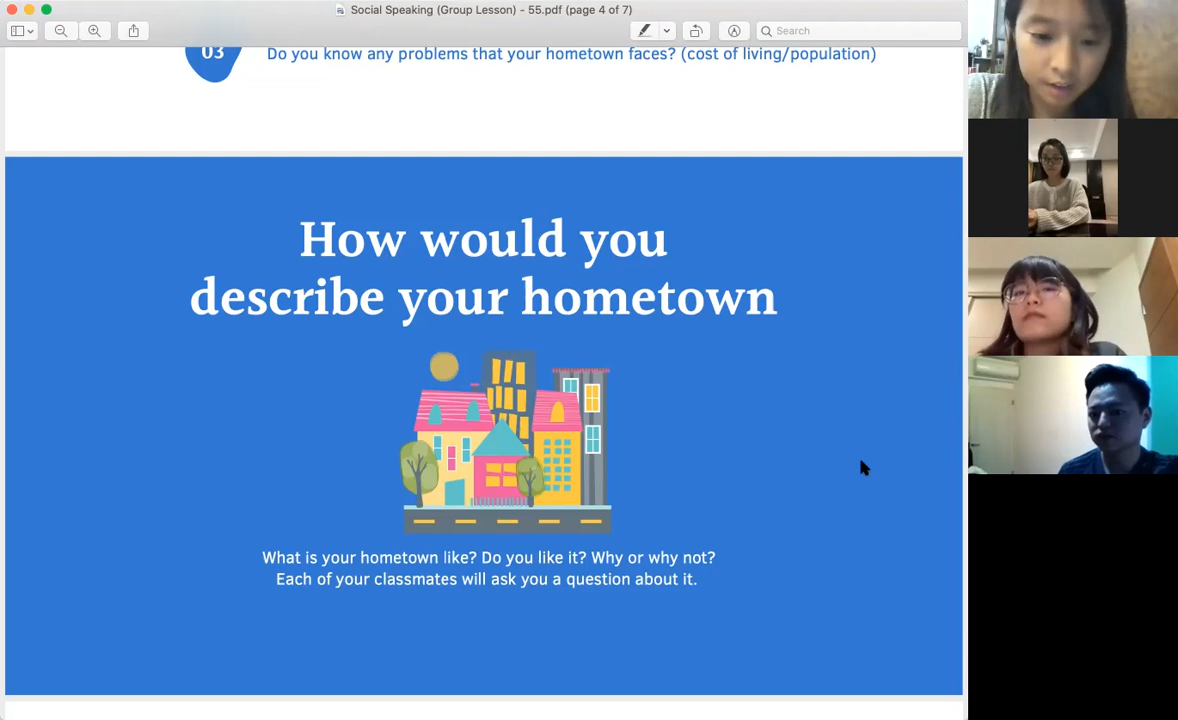 Social Speaking (Group Lesson) - 55.pdf (page 4 of 7)
Search
03
Do you know any problems that your hometown faces? (cost of living/population)
How would you
describe your hometown
What is your hometown like? Do you like it? Why or why not?
Each of your classmates will ask you a question about it.